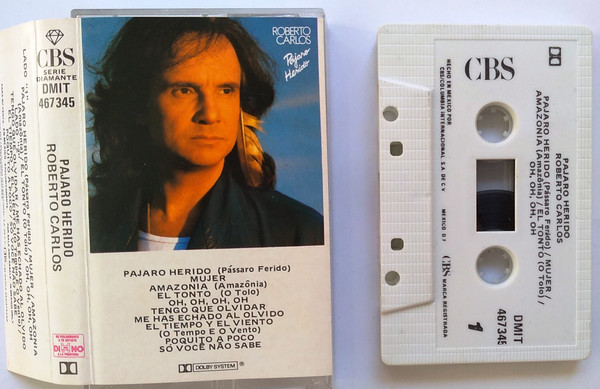 CBS
SERIE
DIAMANTE
DMIT
467345
PAJARO HERIDO
ROBERTO CARLOS
DOLBY SYSTEM
ROBERTO
CARLOS
Pajaro
Herido
PAJARO HERIDO (Pássaro Ferido)
MUJER
AMAZONIA (Amazônia)
EL TONTO (O Tolo)
OH, OH, OH, OH
TENGO QUE OLVIDAR
ME HAS ECHADO AL OLVIDO
EL TIEMPO Y EL VIENTO
(O Tempo e O Vento)
POQUITO A POCO
SÓ VOCÊ NÃO SABE
DOLBY SYSTEM ®
CBS
HECHO EN MEXICO POR
CBS/COLUMBIA INTERNACIONAL, S.A. DE C.V.
MEXICO D.F.
CBS MARCA REGISTRADA
PAJARO HERIDO
ROBERTO CARLOS
PAJARO HERIDO (Pássaro Ferido) / MUJER /
AMAZONIA (Amazônia) / EL TONTO (O Tolo) /
OH, OH, OH, OH
DMIT
467345
1